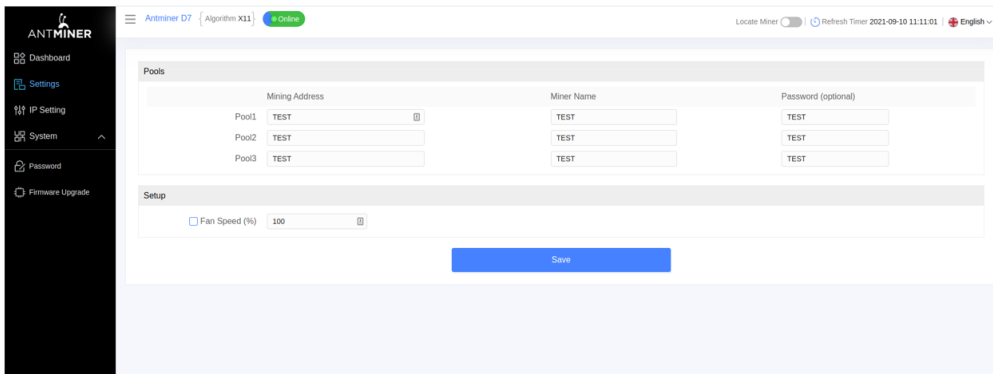 ANTMINER
Dashboard
Settings
IP Setting
System
Password
Firmware Upgrade
Antminer D7 { Algorithm X11 } Online
Locate Miner Refresh Timer 2021-09-10 11:11:01 English
Pools
Mining Address Miner Name Password (optional)
Pool1 TEST TEST TEST
Pool2 TEST TEST TEST
Pool3 TEST TEST TEST
Setup
Fan Speed (%) 100
Save